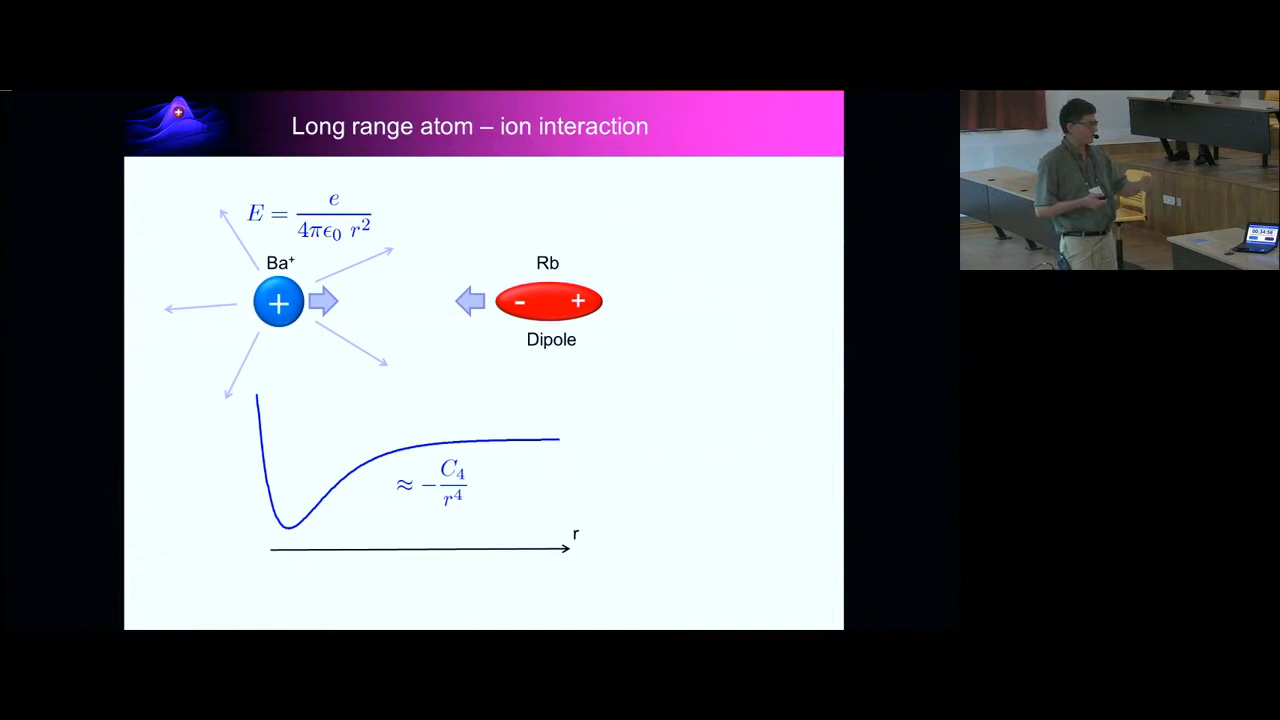 Long range atom – ion interaction
E = e / (4πϵ₀ r²)
Ba⁺
+
Rb
- +
Dipole
≈ − C₄ / r⁴
r